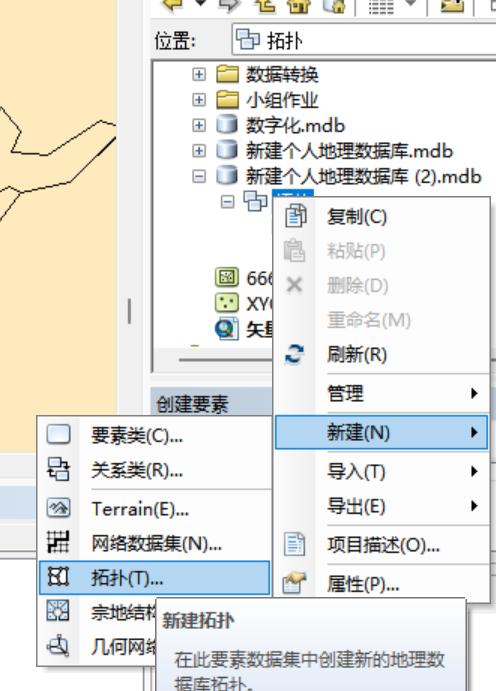 位置:
拓扑
数据转换
小组作业
数字化.mdb
新建个人地理数据库.mdb
新建个人地理数据库 (2).mdb
复制(C)
粘贴(P)
666
删除(D)
XY
重命名(M)
矢
刷新(R)
管理
创建要素
新建(N)
要素类(C)...
关系类(R)...
导入(T)
Terrain(E)...
导出(E)
网络数据集(N)...
项目描述(O)...
拓扑(T)...
属性(P)...
宗地结构
新建拓扑
几何网络
在此要素数据集中创建新的地理数
据库拓扑。